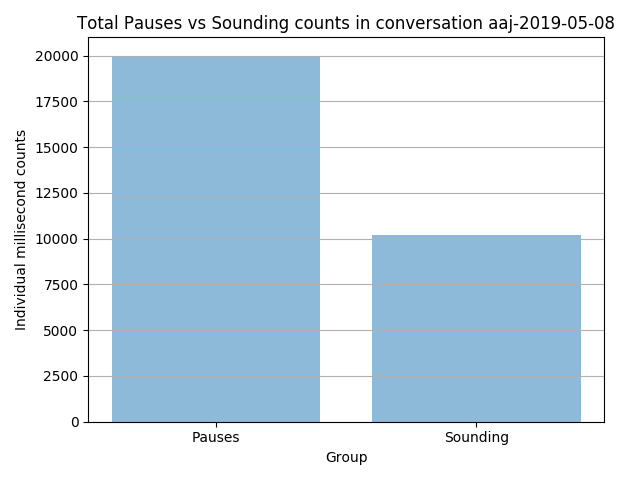 Total Pauses vs Sounding counts in conversation aaj-2019-05-08
20000
17500
15000
12500
10000
7500
5000
2500
0
Individual millisecond counts
Pauses
Sounding
Group